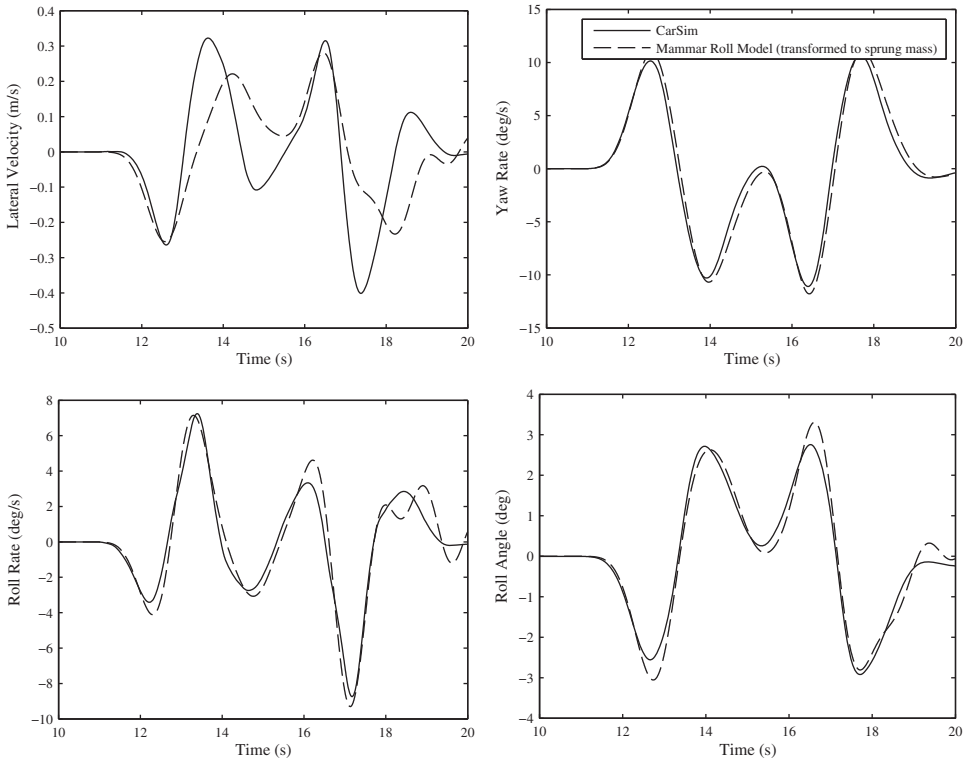 0.4
0.3
0.2
0.1
0
−0.1
−0.2
−0.3
−0.4
−0.5
Lateral Velocity (m/s)
10 12 14 16 18 20
Time (s)
CarSim
Mammar Roll Model (transformed to sprung mass)
15
10
5
0
−5
−10
−15
Yaw Rate (deg/s)
10 12 14 16 18 20
Time (s)
8
6
4
2
0
−2
−4
−6
−8
−10
Roll Rate (deg/s)
10 12 14 16 18 20
Time (s)
4
3
2
1
0
−1
−2
−3
−4
Roll Angle (deg)
10 12 14 16 18 20
Time (s)